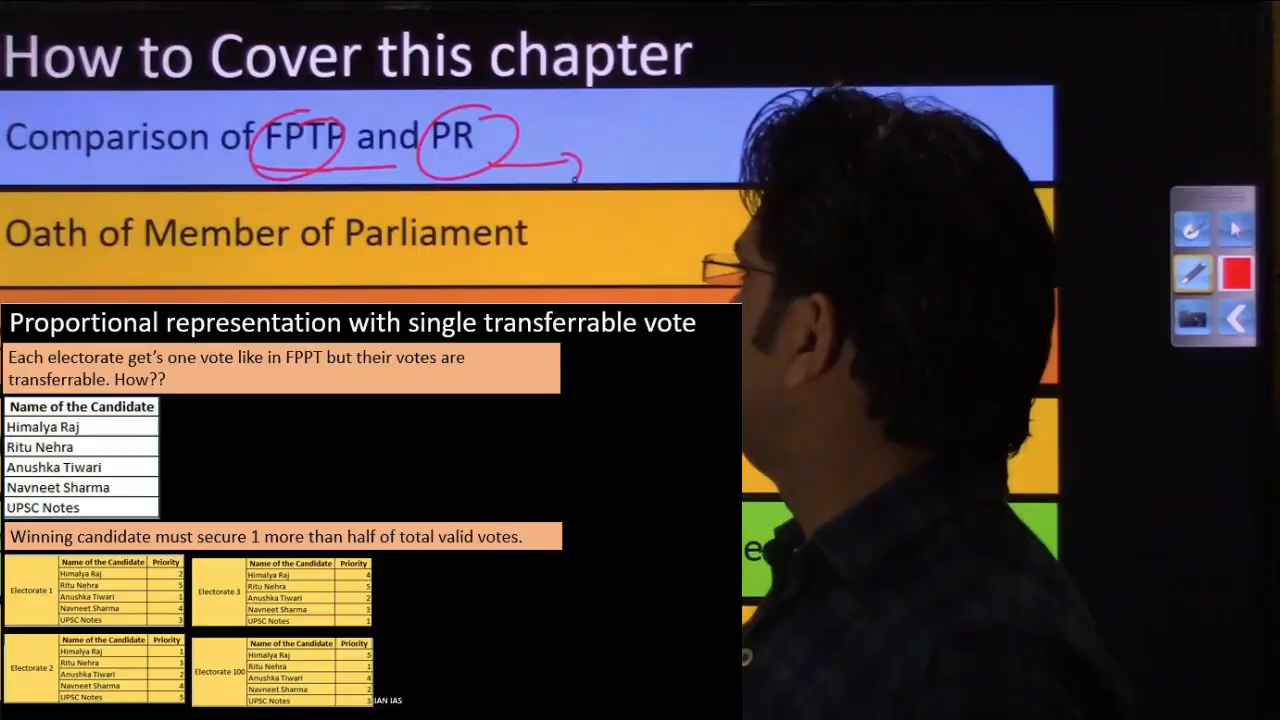 How to Cover this chapter
Comparison of FPTP and PR
Oath of Member of Parliament
Proportional representation with single transferrable vote
Each electorate get's one vote like in FPPT but their votes are
transferrable. How??
Name of the Candidate
Himalya Raj
Ritu Nehra
Anushka Tiwari
Navneet Sharma
UPSC Notes
Winning candidate must secure 1 more than half of total valid votes.
Electorate 1
Name of the Candidate Priority
Himalya Raj 2
Ritu Nehra 5
Anushka Tiwari 1
Navneet Sharma 4
UPSC Notes 3
Electorate 3
Name of the Candidate Priority
Himalya Raj 4
Ritu Nehra 5
Anushka Tiwari 2
Navneet Sharma 3
UPSC Notes 1
Electorate 2
Name of the Candidate Priority
Himalya Raj 1
Ritu Nehra 3
Anushka Tiwari 2
Navneet Sharma 4
UPSC Notes 5
Electorate 100
Name of the Candidate Priority
Himalya Raj 5
Ritu Nehra 1
Anushka Tiwari 4
Navneet Sharma 2
UPSC Notes 3
IAN IAS